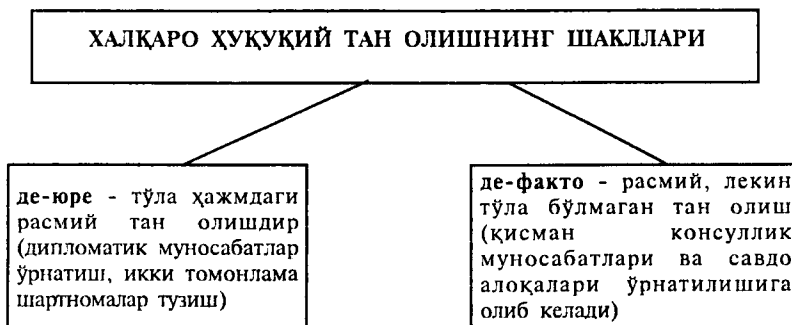 ХАЛҚАРО ҲУҚУҚИЙ ТАН ОЛИШНИНГ ШАКЛЛАРИ
де-юре - тўла ҳажмдаги
расмий тан олишдир
(дипломатик муносабатлар
ўрнатиш, икки томонлама
шартномалар тузиш)
де-факто - расмий, лекин
тўла бўлмаган тан олиш
(қисман консуллик
муносабатлари ва савдо
алоқалари ўрнатилишига
олиб келади)